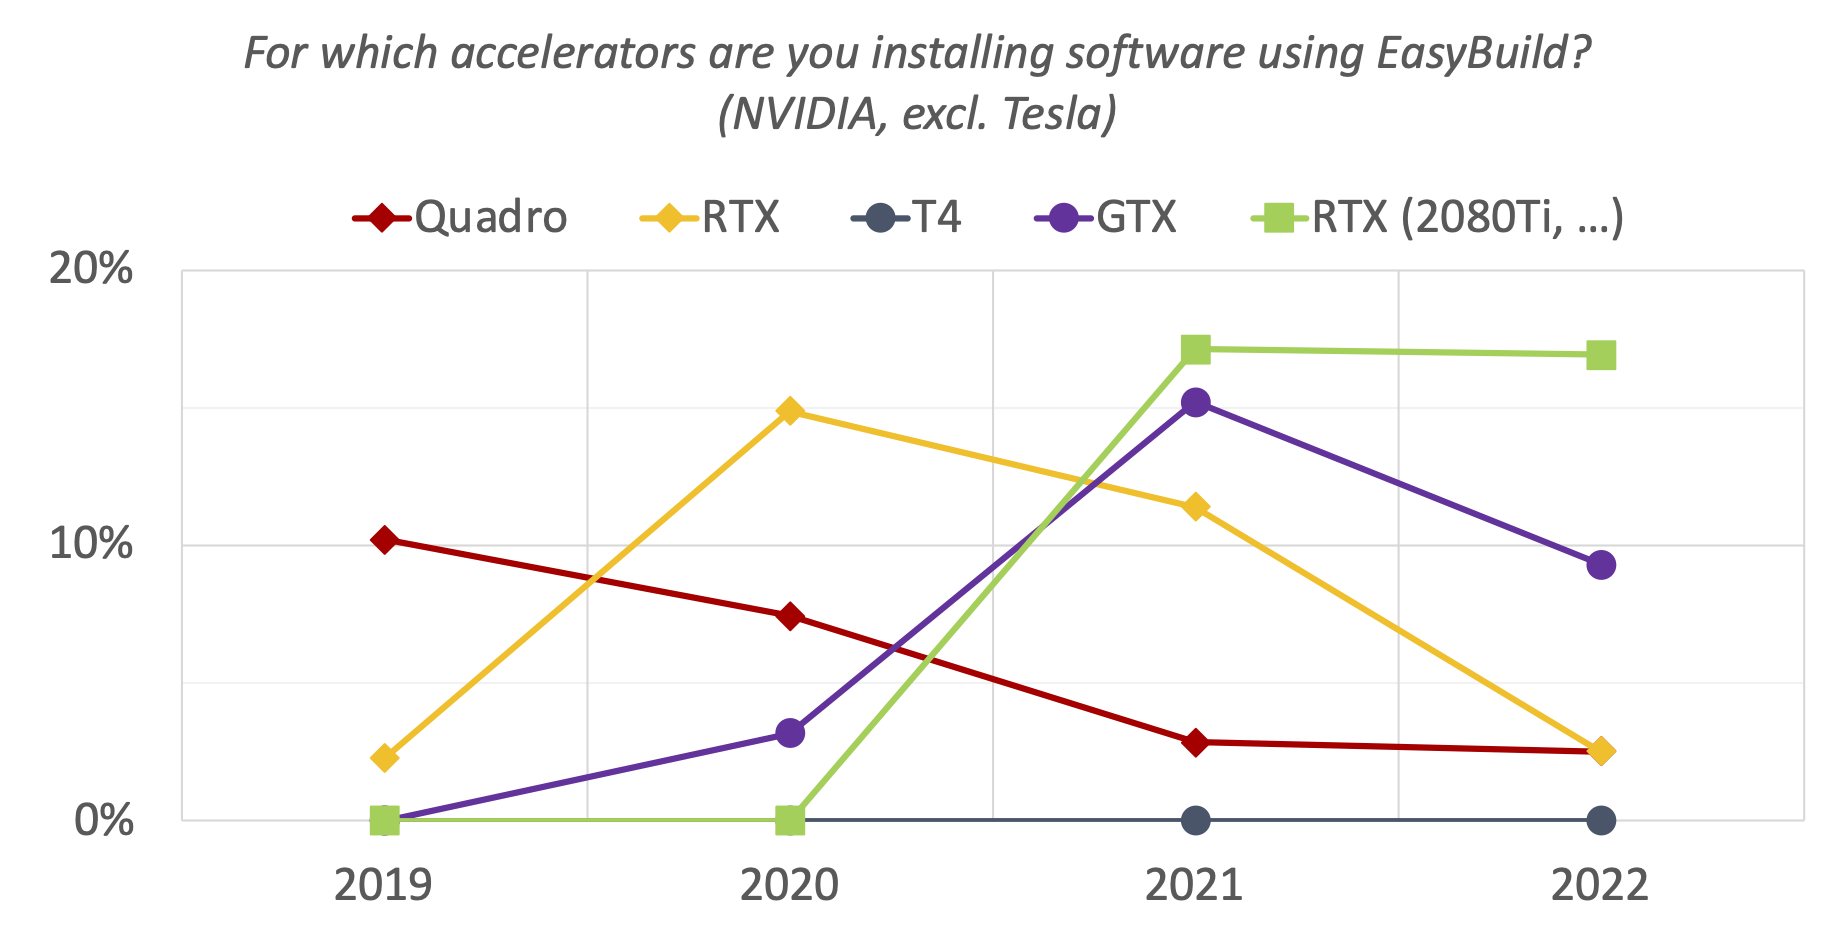 For which accelerators are you installing software using EasyBuild?
(NVIDIA, excl. Tesla)
Quadro RTX T4 GTX RTX (2080Ti, ...)
20%
10%
0%
2019 2020 2021 2022